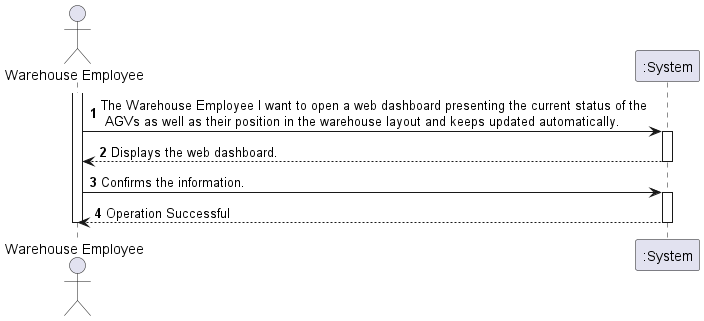 Warehouse Employee
:System
1 The Warehouse Employee I want to open a web dashboard presenting the current status of the
AGVs as well as their position in the warehouse layout and keeps updated automatically.
2 Displays the web dashboard.
3 Confirms the information.
4 Operation Successful
Warehouse Employee
:System